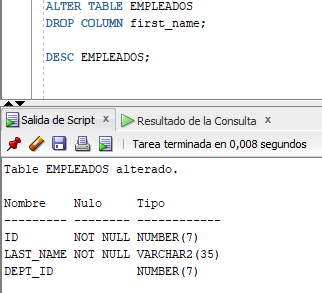 ALTER TABLE EMPLEADOS
DROP COLUMN first_name;
DESC EMPLEADOS;
Salida de Script x Resultado de la Consulta x
Tarea terminada en 0,008 segundos
Table EMPLEADOS alterado.
Nombre    Nulo     Tipo
--------- -------- ------------
ID        NOT NULL NUMBER(7)
LAST_NAME NOT NULL VARCHAR2(35)
DEPT_ID            NUMBER(7)